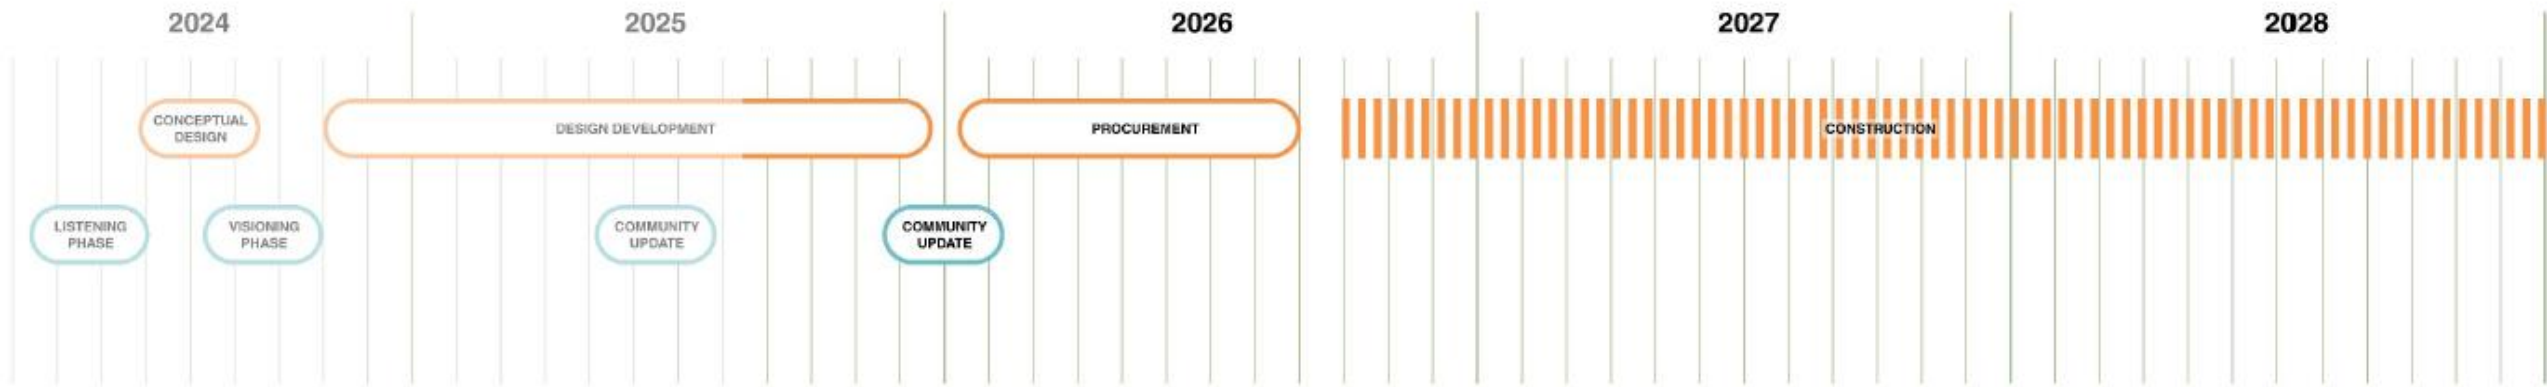 2024
2025
2026
2027
2028
CONCEPTUAL
DESIGN
DESIGN DEVELOPMENT
PROCUREMENT
CONSTRUCTION
LISTENING
PHASE
VISIONING
PHASE
COMMUNITY
UPDATE
COMMUNITY
UPDATE